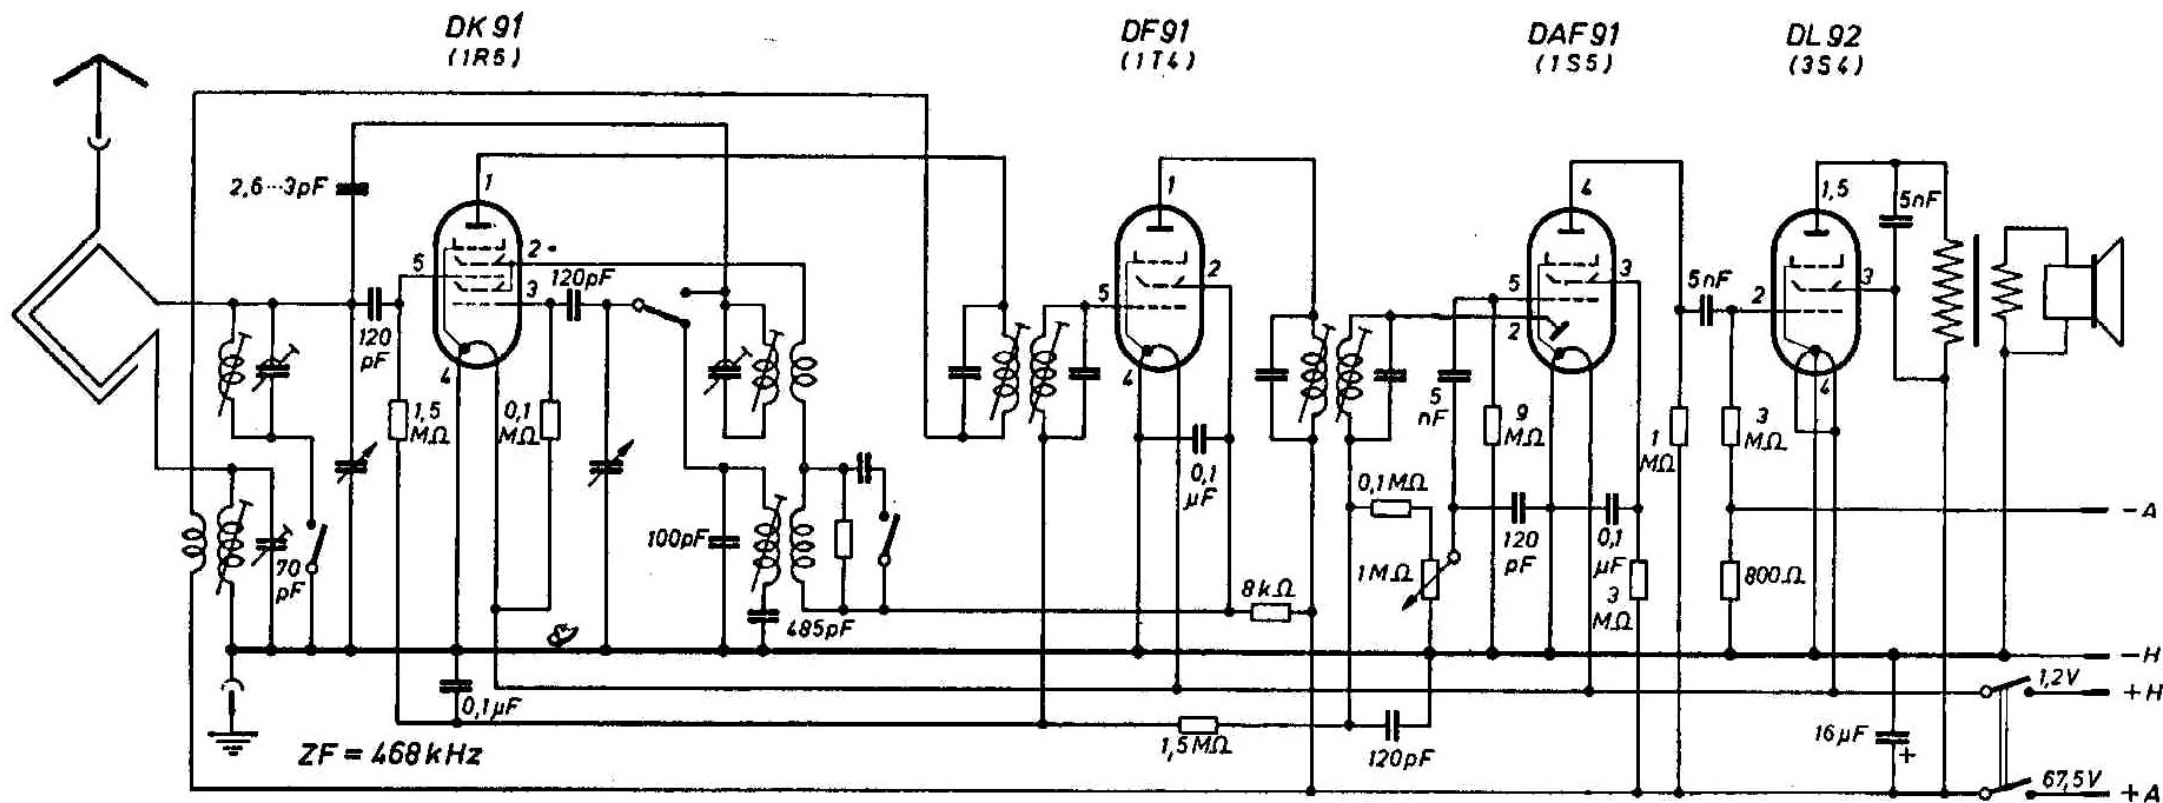 DK 91
(1R5)
DF 91
(1T4)
DAF 91
(1S5)
DL 92
(3S4)
2,6…3pF
1
2
5
3
4
120pF
120
pF
1,5
MΩ
0,1
MΩ
70
pF
100pF
485pF
0,1µF
ZF = 468 kHz
1
2
5
4
0,1
µF
8kΩ
1,5MΩ
120pF
4
3
5
2
5
nF
9
MΩ
0,1MΩ
1MΩ
120
pF
0,1
µF
3
MΩ
1
MΩ
5nF
1,5
2
3
4
5nF
3
MΩ
800Ω
16µF
+
1,2V
67,5V
–A
–H
+H
+A